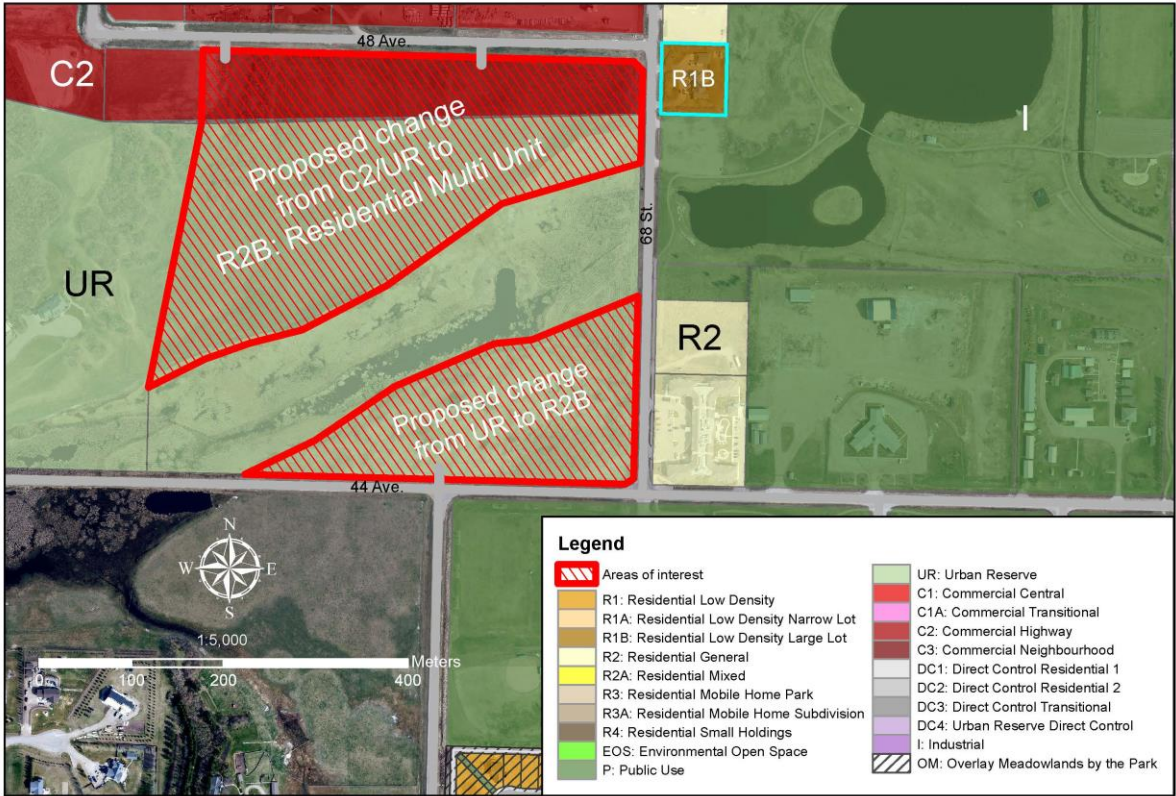 48 Ave.
C2
R1B
I
Proposed change
from C2/UR to
R2B: Residential Multi Unit
68 St.
UR
R2
Proposed change
from UR to R2B
44 Ave.
N
W E
S
1:5,000
Meters
0 100 200 400
Legend
Areas of interest
R1: Residential Low Density
R1A: Residential Low Density Narrow Lot
R1B: Residential Low Density Large Lot
R2: Residential General
R2A: Residential Mixed
R3: Residential Mobile Home Park
R3A: Residential Mobile Home Subdivision
R4: Residential Small Holdings
EOS: Environmental Open Space
P: Public Use
UR: Urban Reserve
C1: Commercial Central
C1A: Commercial Transitional
C2: Commercial Highway
C3: Commercial Neighbourhood
DC1: Direct Control Residential 1
DC2: Direct Control Residential 2
DC3: Direct Control Transitional
DC4: Urban Reserve Direct Control
I: Industrial
OM: Overlay Meadowlands by the Park